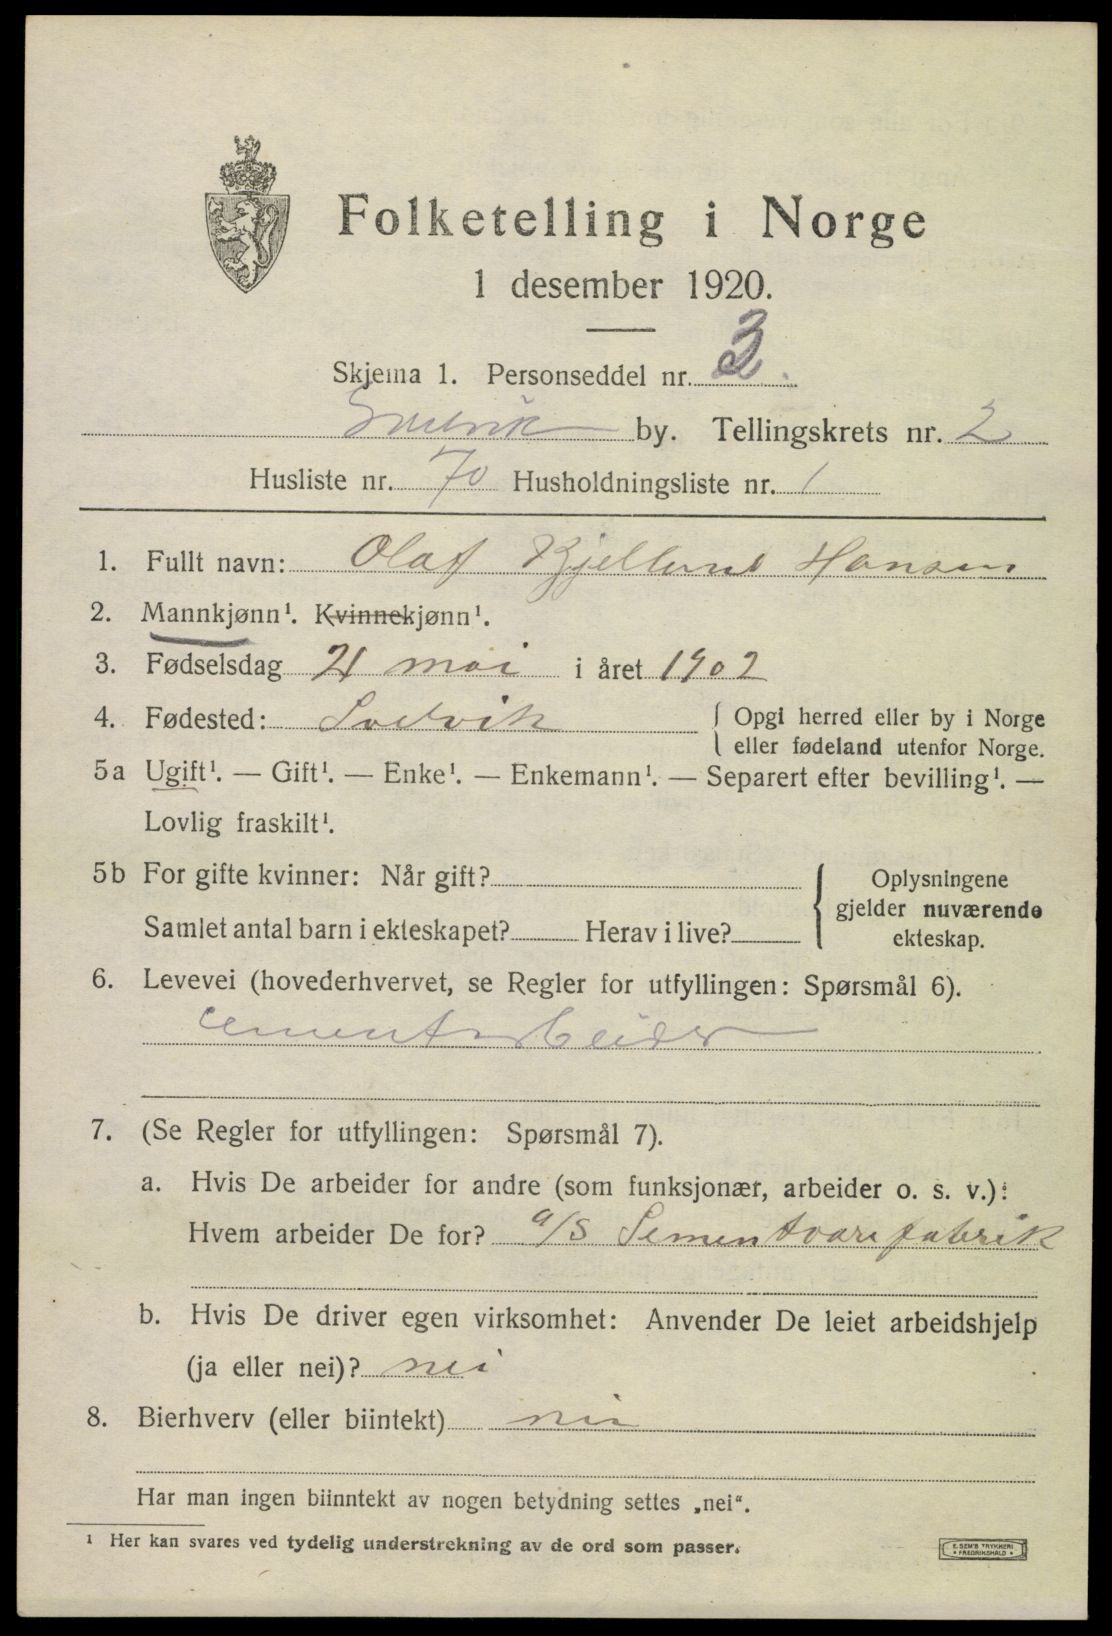 Folketelling i Norge
1 desember 1920.
Skjema 1. Personseddel nr. 3.
Svelvik by. Tellingskrets nr. 2
Husliste nr. 70 Husholdningsliste nr. 1
1. Fullt navn: Olaf Kjellerud Hansen
2. Mannkjønn¹. Kvinnekjønn¹.
3. Fødselsdag 21 mai i året 1902
4. Fødested: Svelvik { Opgi herred eller by i Norge
eller fødeland utenfor Norge.
5a Ugift¹. — Gift¹. — Enke¹. — Enkemann¹. — Separert efter bevilling¹. —
Lovlig fraskilt¹.
5b For gifte kvinner: Når gift? { Oplysningene
gjelder nuværende
Samlet antal barn i ekteskapet? Herav i live? ekteskap.
6. Levevei (hovederhvervet, se Regler for utfyllingen: Spørsmål 6).
Cementarbeider
7. (Se Regler for utfyllingen: Spørsmål 7).
a. Hvis De arbeider for andre (som funksjonær, arbeider o. s. v.):
Hvem arbeider De for? a/s Sementvarefabrik
b. Hvis De driver egen virksomhet: Anvender De leiet arbeidshjelp
(ja eller nei)? nei
8. Bierhverv (eller biintekt) nei
Har man ingen biinntekt av nogen betydning settes „nei“.
¹ Her kan svares ved tydelig understrekning av de ord som passer.
E. SEM'S TRYKKERI
* FREDRIKSHALD *